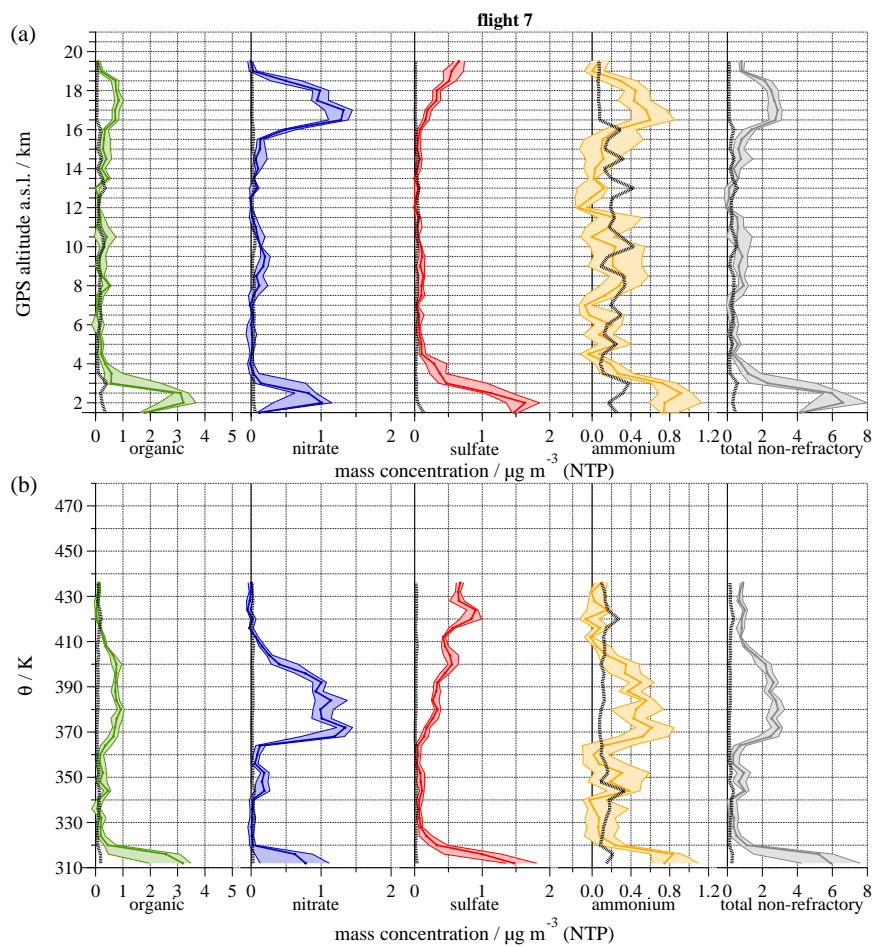 flight 7
(a)
GPS altitude a.s.l. / km
20
18
16
14
12
10
8
6
4
2
0 1 2 3 4 5
0 1 2
0 1 2
0.0 0.4 0.8 1.2
0 2 4 6 8
organic nitrate sulfate ammonium total non-refractory
mass concentration / µg m⁻³ (NTP)
(b)
θ / K
470
450
430
410
390
370
350
330
310
0 1 2 3 4 5
0 1 2
0 1 2
0.0 0.4 0.8 1.2
0 2 4 6 8
organic nitrate sulfate ammonium total non-refractory
mass concentration / µg m⁻³ (NTP)